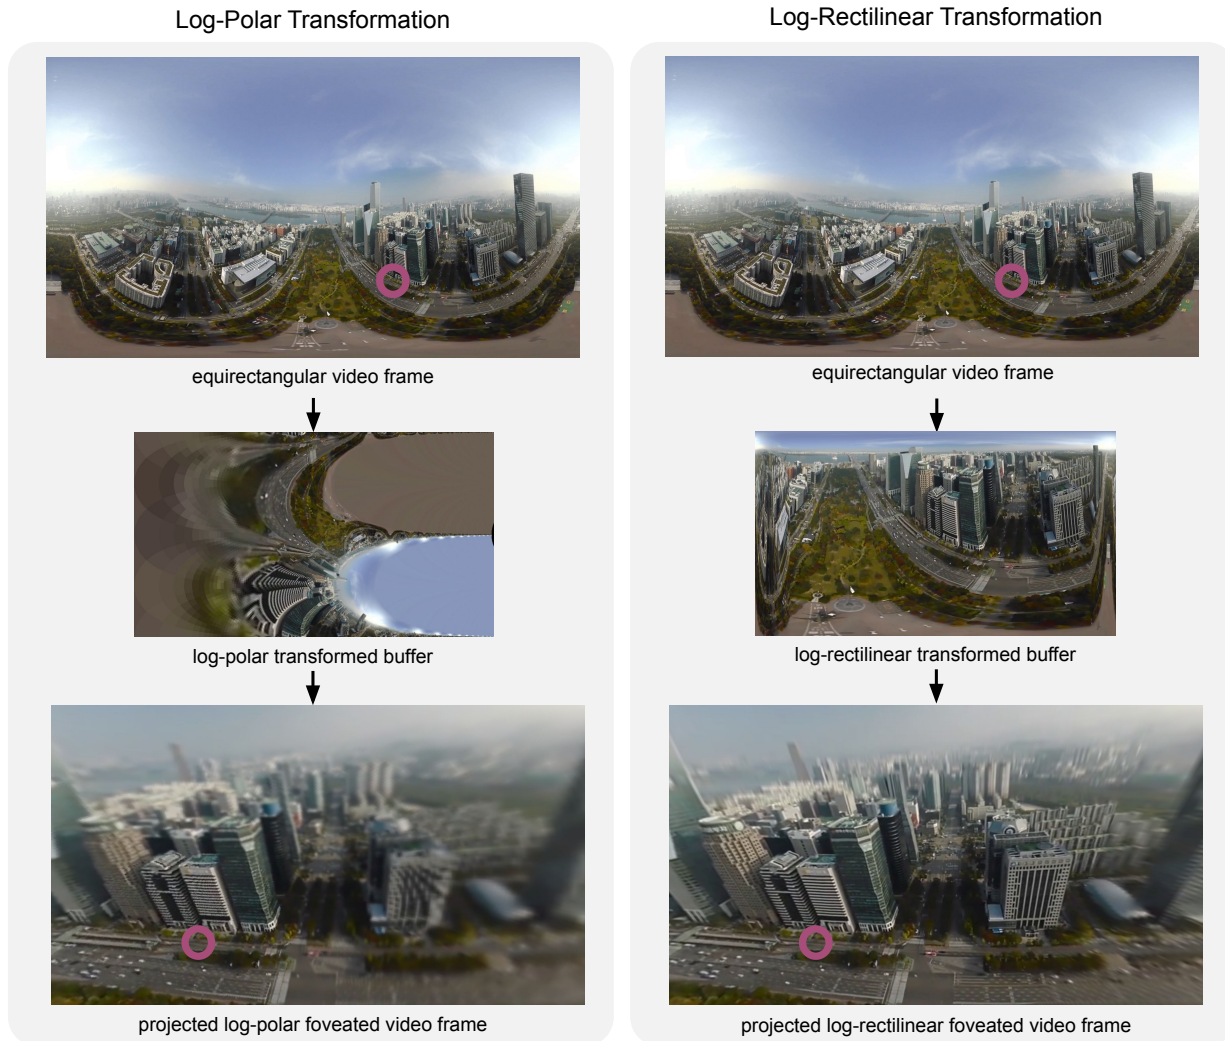 Log-Polar Transformation
equirectangular video frame
log-polar transformed buffer
projected log-polar foveated video frame
Log-Rectilinear Transformation
equirectangular video frame
log-rectilinear transformed buffer
projected log-rectilinear foveated video frame